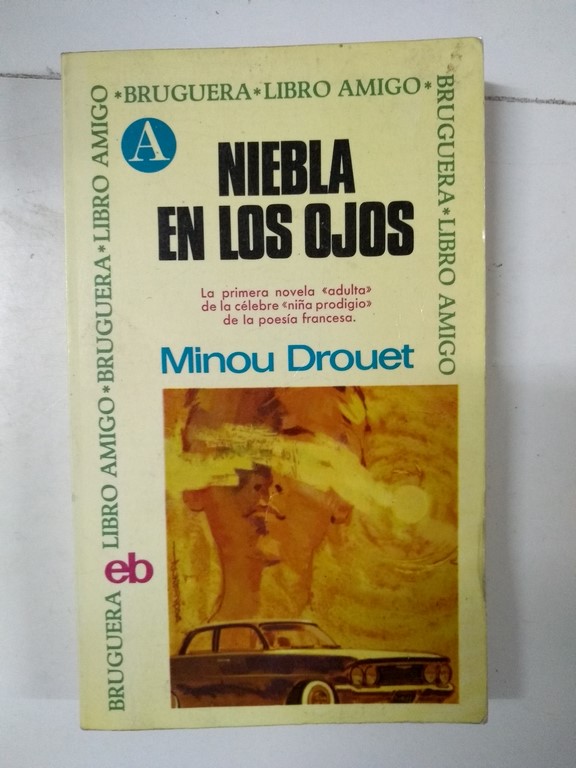 *BRUGUERA*LIBRO AMIGO*
BRUGUERA*LIBRO AMIGO
BRUGUERA LIBRO AMIGO*BRUGUERA*LIBRO AMIGO
A
NIEBLA
EN LOS OJOS
La primera novela «adulta»
de la célebre «niña prodigio»
de la poesía francesa.
Minou Drouet
eb